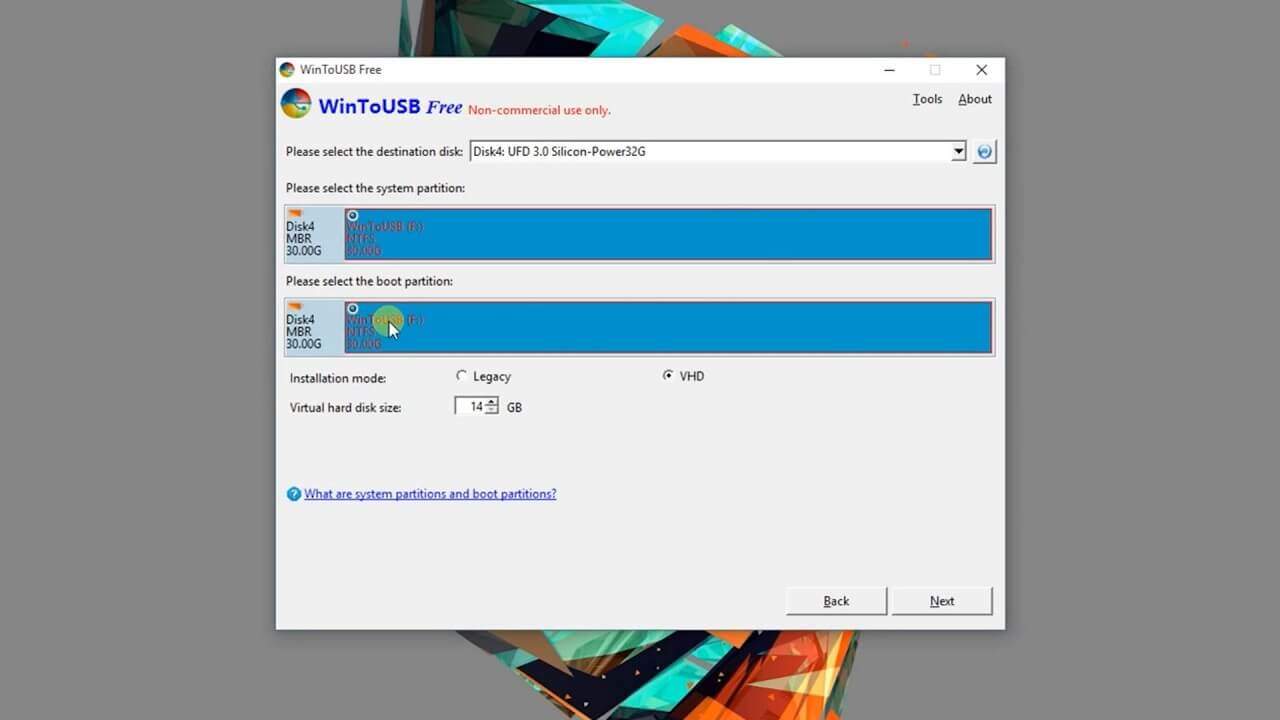 WinToUSB Free
WinToUSB Free Non-commercial use only.
Tools About
Please select the destination disk: Disk4: UFD 3.0 Silicon-Power32G
Please select the system partition:
Disk4
MBR
30.00G
WinToUSB (F:)
NTFS
30.00G
Please select the boot partition:
Disk4
MBR
30.00G
WinToUSB (F:)
NTFS
30.00G
Installation mode: Legacy VHD
Virtual hard disk size: 14 GB
What are system partitions and boot partitions?
Back Next